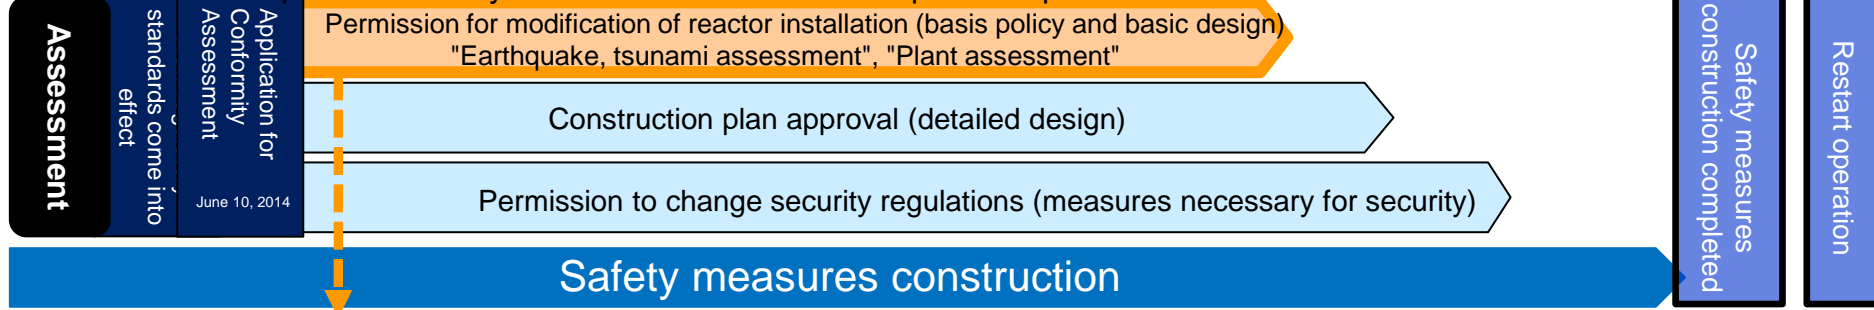 Assessment
standards come into
effect
Application for
Conformity
Assessment
June 10, 2014
Permission for modification of reactor installation (basis policy and basic design)
"Earthquake, tsunami assessment", "Plant assessment"
Construction plan approval (detailed design)
Permission to change security regulations (measures necessary for security)
Safety measures construction
Safety measures
construction completed
Restart operation